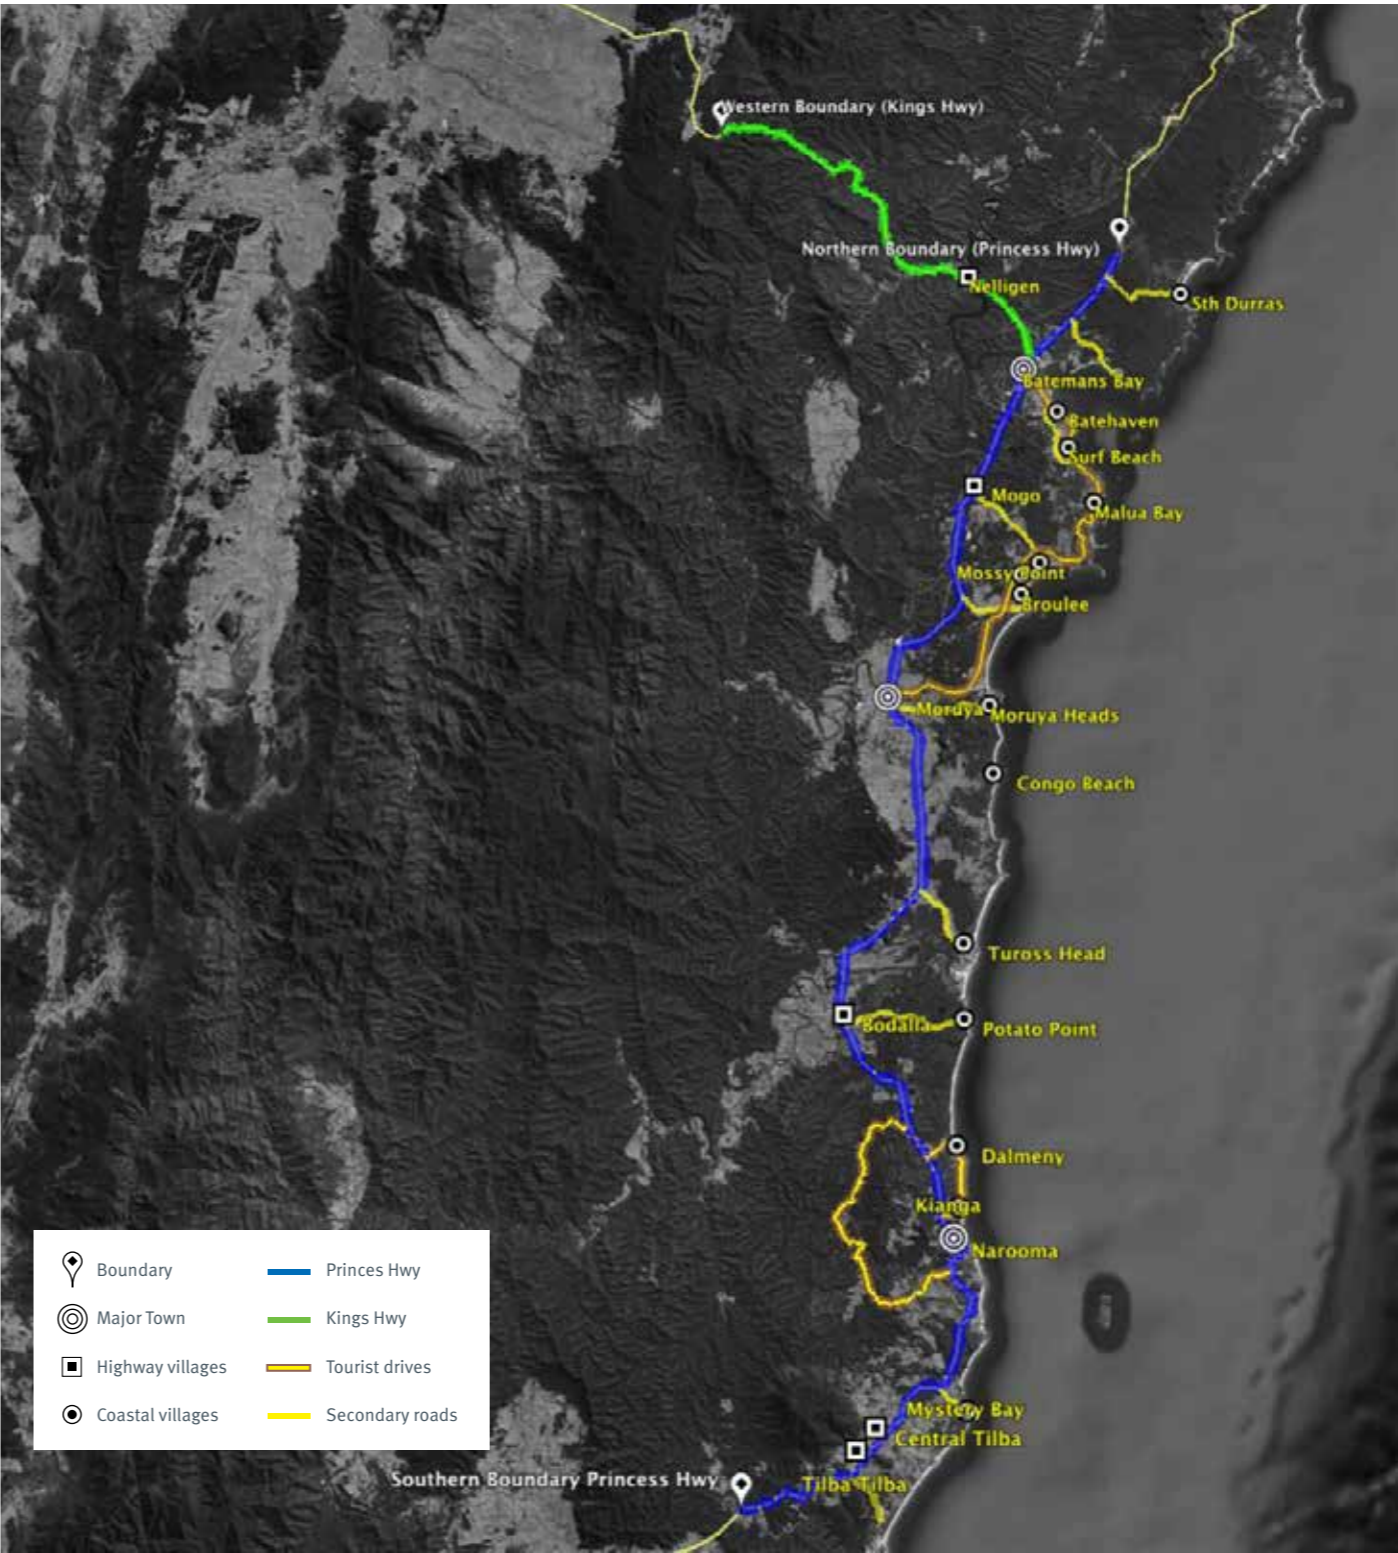 Western Boundary (Kings Hwy)
Northern Boundary (Princess Hwy)
Nelligen
Sth Durras
Batemans Bay
Batehaven
Surf Beach
Mogo
Malua Bay
Mossy Point
Broulee
Moruya
Moruya Heads
Congo Beach
Tuross Head
Bodalla
Potato Point
Dalmeny
Kianga
Narooma
Boundary
Princes Hwy
Major Town
Kings Hwy
Highway villages
Tourist drives
Coastal villages
Secondary roads
Mystery Bay
Central Tilba
Southern Boundary Princess Hwy
Tilba Tilba